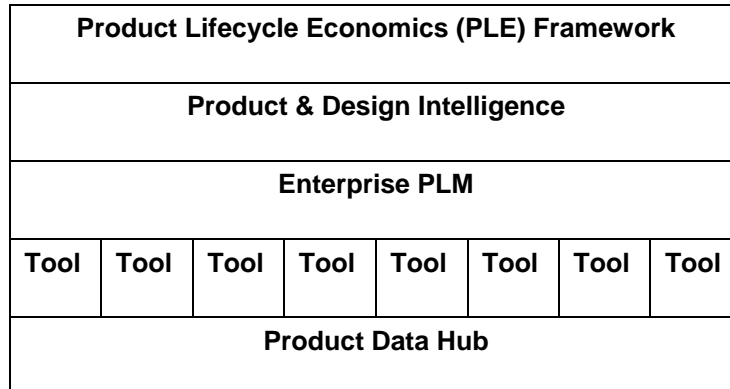 Product Lifecycle Economics (PLE) Framework
Product & Design Intelligence
Enterprise PLM
Tool Tool Tool Tool Tool Tool Tool Tool
Product Data Hub